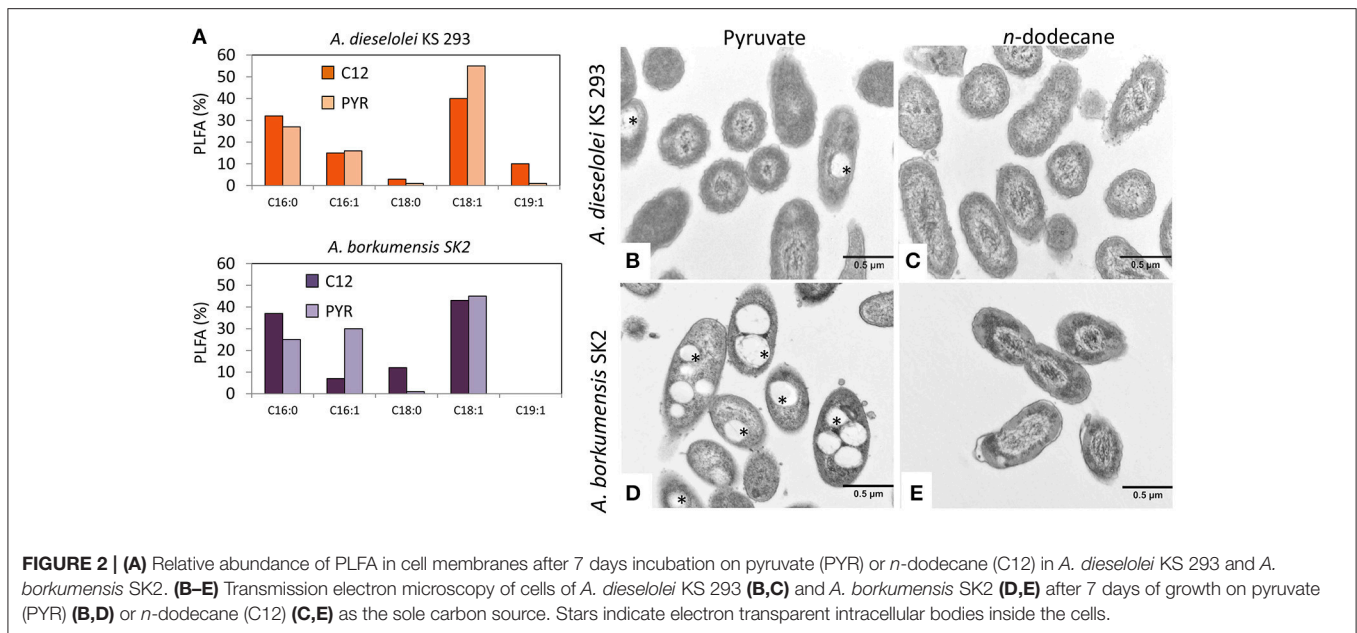 A
A. dieselolei KS 293
60
50
40
30
20
10
0
PLFA (%)
C12
PYR
C16:0 C16:1 C18:0 C18:1 C19:1
A. borkumensis SK2
60
50
40
30
20
10
0
PLFA (%)
C12
PYR
C16:0 C16:1 C18:0 C18:1 C19:1
Pyruvate n-dodecane
A. dieselolei KS 293
* *
B 0.5 µm
C 0.5 µm
A. borkumensis SK2
* * * * * *
D 0.5 µm
E 0.5 µm
FIGURE 2 | (A) Relative abundance of PLFA in cell membranes after 7 days incubation on pyruvate (PYR) or n-dodecane (C12) in A. dieselolei KS 293 and A.
borkumensis SK2. (B–E) Transmission electron microscopy of cells of A. dieselolei KS 293 (B,C) and A. borkumensis SK2 (D,E) after 7 days of growth on pyruvate
(PYR) (B,D) or n-dodecane (C12) (C,E) as the sole carbon source. Stars indicate electron transparent intracellular bodies inside the cells.